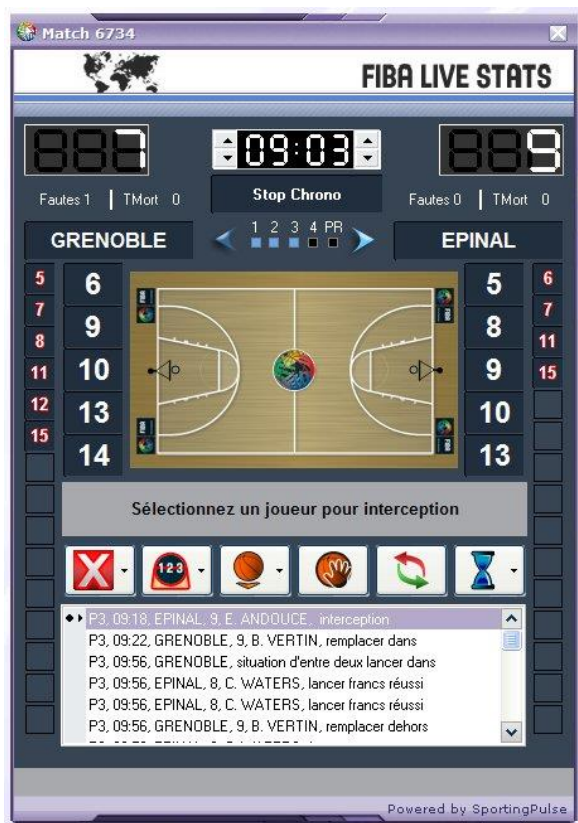 Match 6734
FIBA LIVE STATS
7
09:03
9
Fautes 1 | TMort 0
Stop Chrono
Fautes 0 | TMort 0
GRENOBLE
1 2 3 4 PR
EPINAL
5
7
8
11
12
15
6
9
10
13
14
5
8
9
10
13
6
7
11
15
Sélectionnez un joueur pour interception
123
P3, 09:18, EPINAL, 9, E. ANDOUCE, interception
P3, 09:22, GRENOBLE, 9, B. VERTIN, remplacer dans
P3, 09:56, GRENOBLE, situation d'entre deux lancer dans
P3, 09:56, EPINAL, 8, C. WATERS, lancer francs réussi
P3, 09:56, EPINAL, 8, C. WATERS, lancer francs réussi
P3, 09:56, GRENOBLE, 9, B. VERTIN, remplacer dehors
Powered by SportingPulse